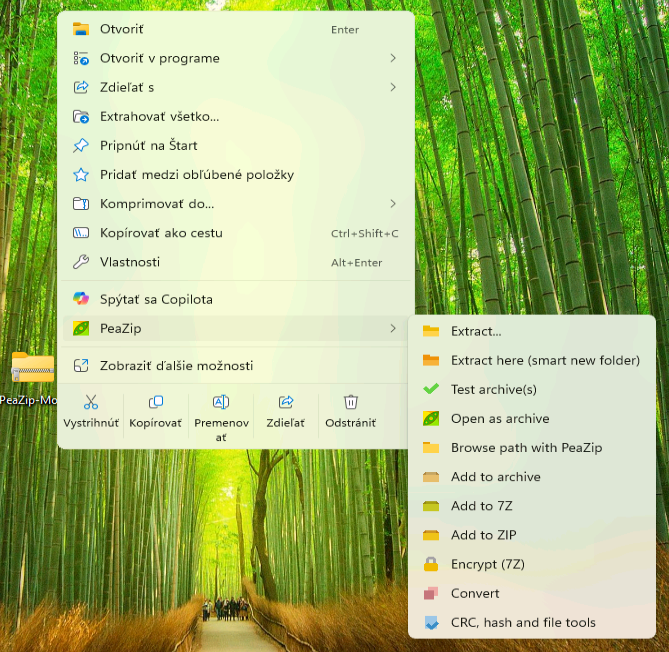 Otvoriť Enter
Otvoriť v programe
Zdieľať s
Extrahovať všetko...
Pripnúť na Štart
Pridať medzi obľúbené položky
Komprimovať do...
Kopírovať ako cestu Ctrl+Shift+C
Vlastnosti Alt+Enter
Spýtať sa Copilota
PeaZip
Zobraziť ďalšie možnosti
Vystrihnúť Kopírovať Premenov
ať Zdieľať Odstrániť
PeaZip-Mo
Extract...
Extract here (smart new folder)
Test archive(s)
Open as archive
Browse path with PeaZip
Add to archive
Add to 7Z
Add to ZIP
Encrypt (7Z)
Convert
CRC, hash and file tools